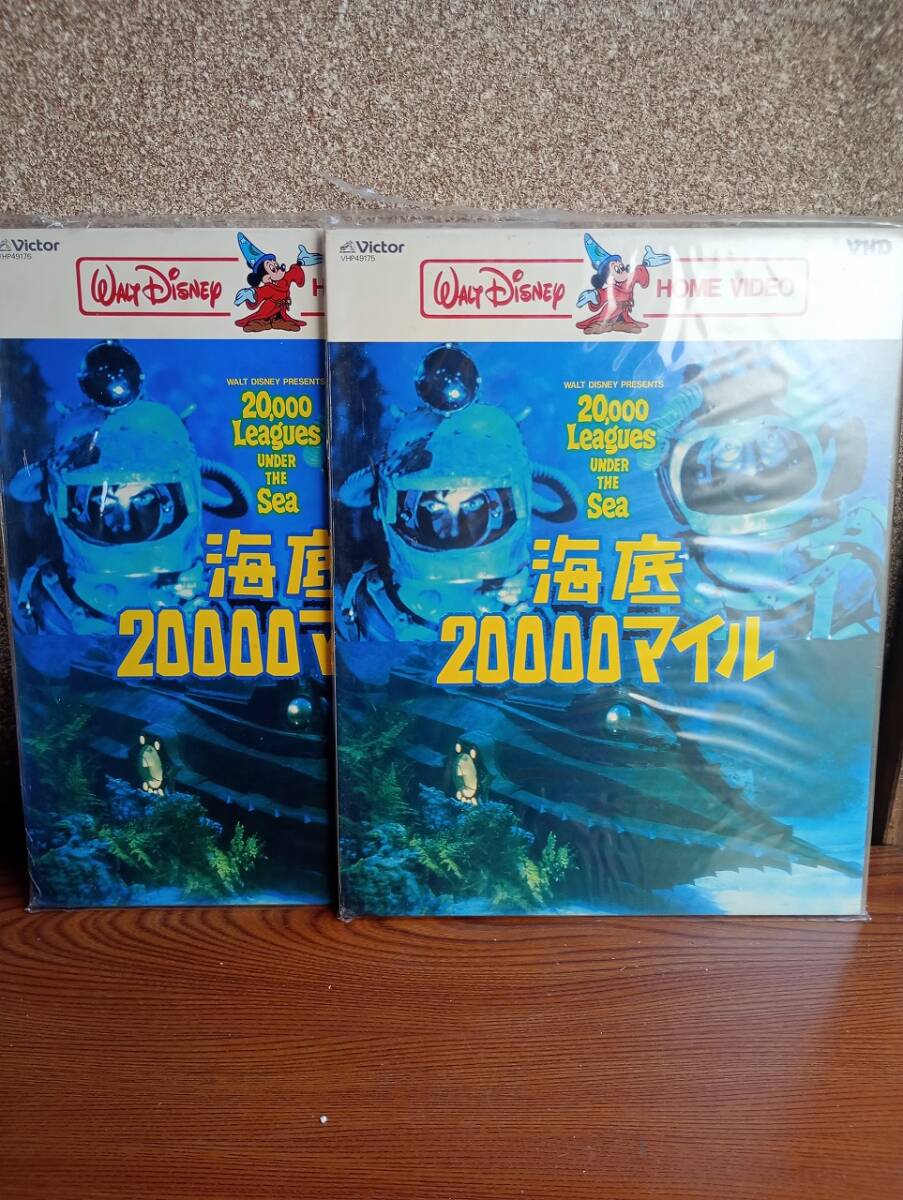 Victor
VHP49176
WALT DISNEY
H
WALT DISNEY PRESENTS
20,000
Leagues
UNDER
THE
Sea
海底
20000マ
Victor
VHP49175
VHD
WALT DISNEY
HOME VIDEO
WALT DISNEY PRESENTS
20,000
Leagues
UNDER
THE
Sea
海底
20000マイル